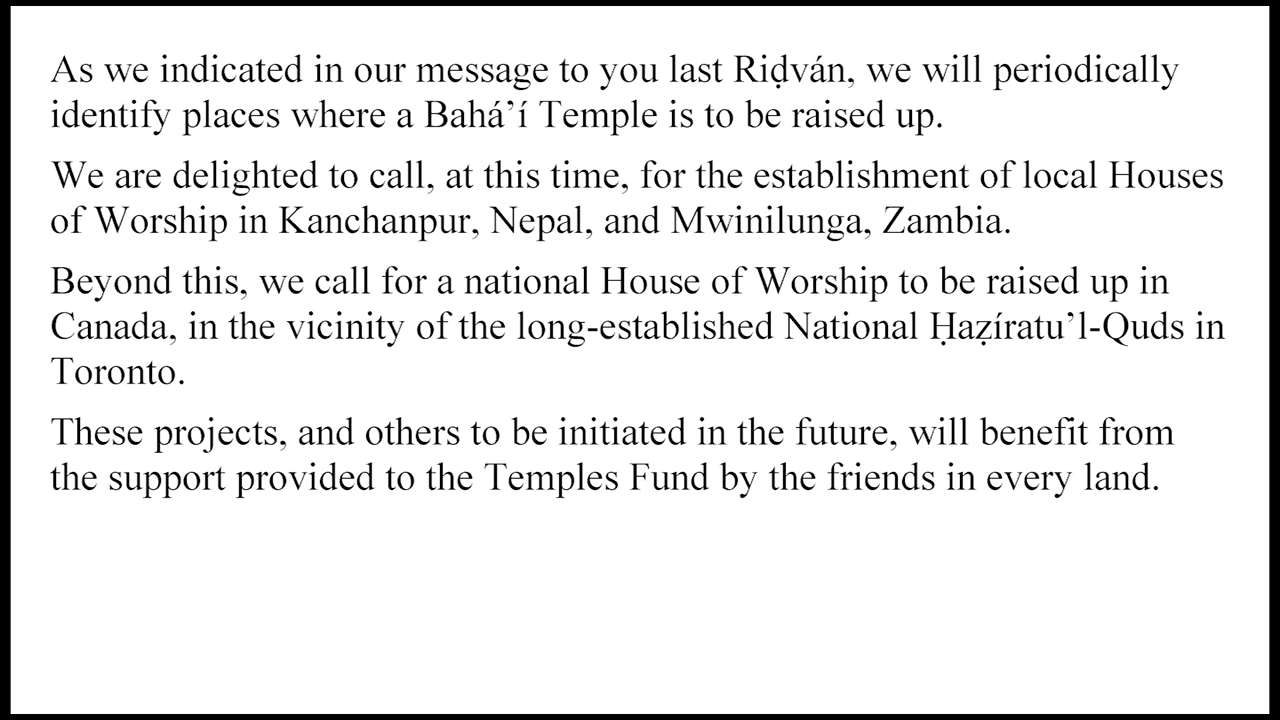 As we indicated in our message to you last Riḍván, we will periodically
identify places where a Bahá’í Temple is to be raised up.
We are delighted to call, at this time, for the establishment of local Houses
of Worship in Kanchanpur, Nepal, and Mwinilunga, Zambia.
Beyond this, we call for a national House of Worship to be raised up in
Canada, in the vicinity of the long-established National Ḥaẓíratu’l-Quds in
Toronto.
These projects, and others to be initiated in the future, will benefit from
the support provided to the Temples Fund by the friends in every land.